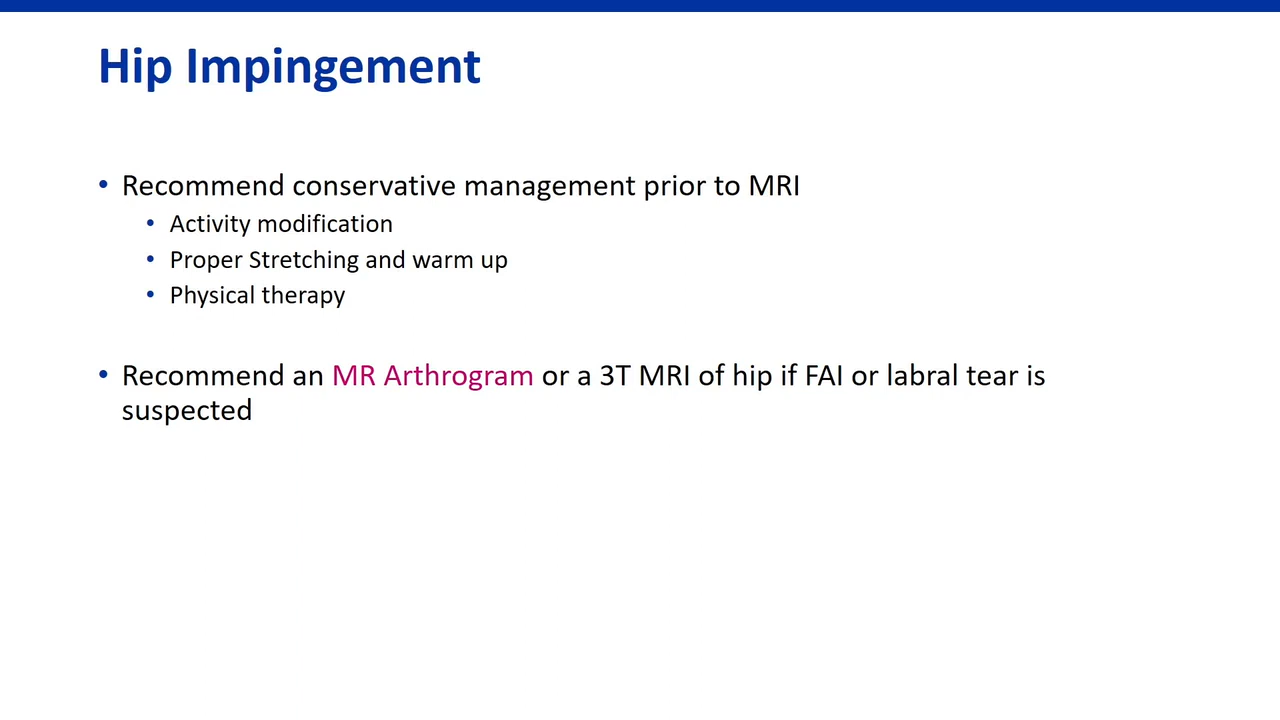 Hip Impingement
• Recommend conservative management prior to MRI
• Activity modification
• Proper Stretching and warm up
• Physical therapy
• Recommend an MR Arthrogram or a 3T MRI of hip if FAI or labral tear is
suspected